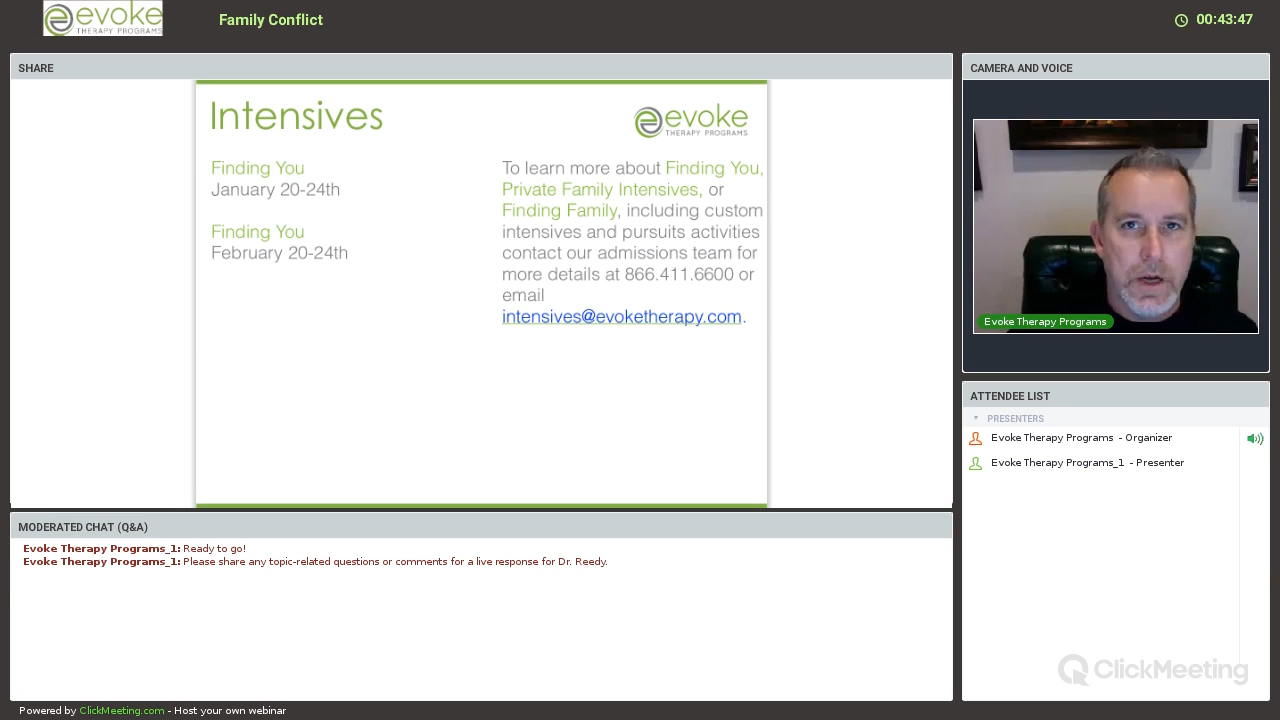 evoke
THERAPY PROGRAMS
Family Conflict
00:43:47
SHARE
Intensives
evoke
THERAPY PROGRAMS
Finding You
January 20-24th
Finding You
February 20-24th
To learn more about Finding You,
Private Family Intensives, or
Finding Family, including custom
intensives and pursuits activities
contact our admissions team for
more details at 866.411.6600 or
email
intensives@evoketherapy.com.
CAMERA AND VOICE
Evoke Therapy Programs
ATTENDEE LIST
PRESENTERS
Evoke Therapy Programs - Organizer
Evoke Therapy Programs_1 - Presenter
MODERATED CHAT (Q&A)
Evoke Therapy Programs_1: Ready to go!
Evoke Therapy Programs_1: Please share any topic-related questions or comments for a live response for Dr. Reedy.
ClickMeeting
Powered by ClickMeeting.com - Host your own webinar